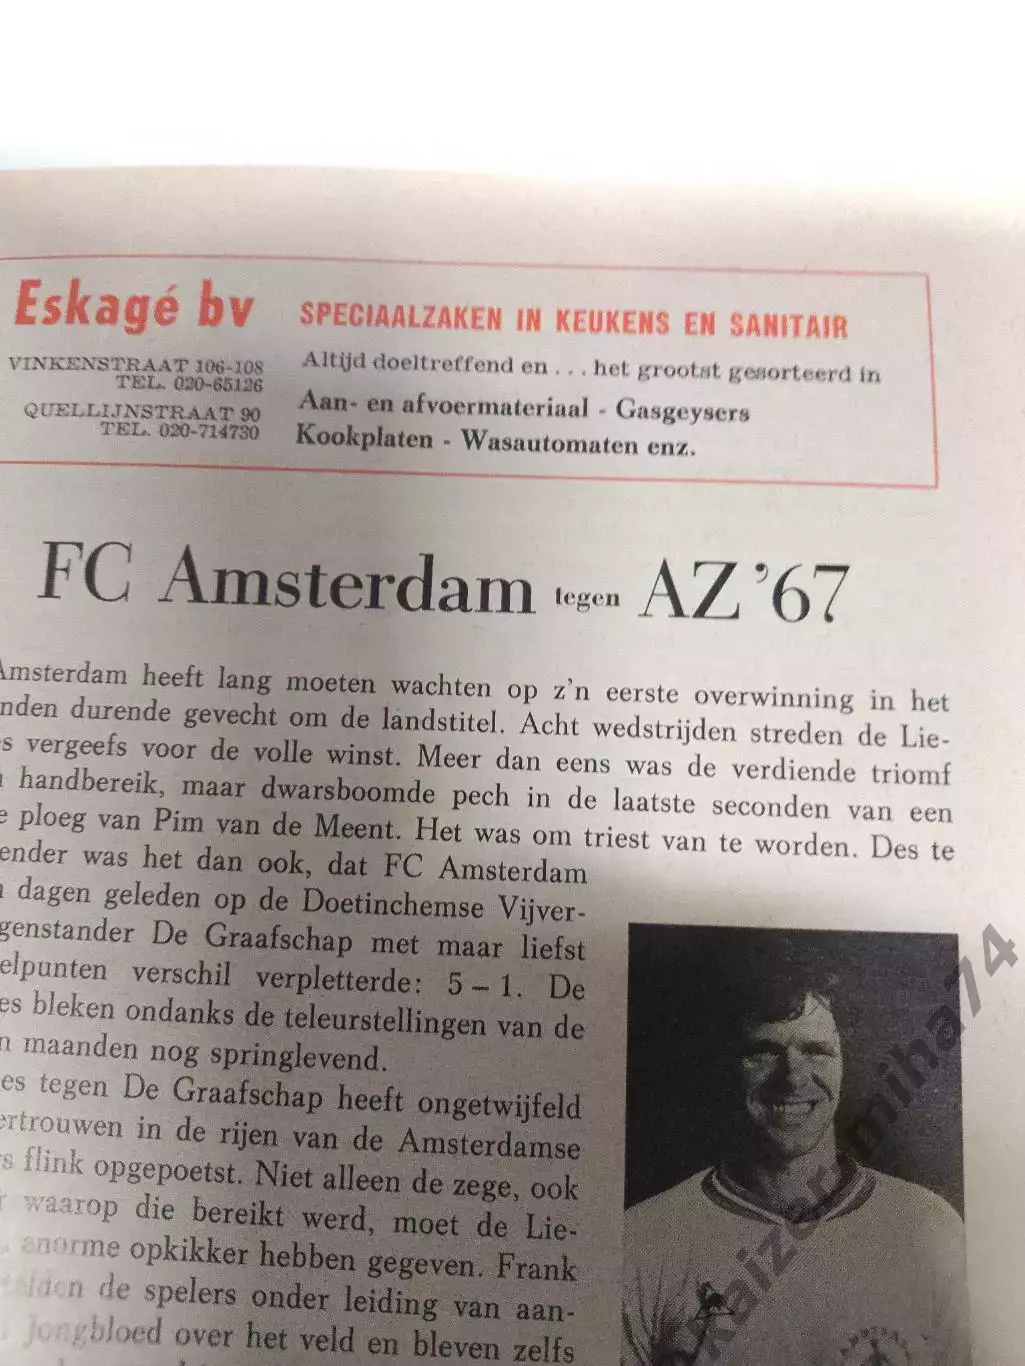 Eskagé bv
SPECIAALZAKEN IN KEUKENS EN SANITAIR
VINKENSTRAAT 106-108
TEL. 020-65126
QUELLIJNSTRAAT 90
TEL. 020-714730
Altijd doeltreffend en . . . het grootst gesorteerd in
Aan- en afvoermateriaal - Gasgeysers
Kookplaten - Wasautomaten enz.
FC Amsterdam tegen AZ '67
Amsterdam heeft lang moeten wachten op z'n eerste overwinning in het
nden durende gevecht om de landstitel. Acht wedstrijden streden de Lie-
s vergeefs voor de volle winst. Meer dan eens was de verdiende triomf
handbereik, maar dwarsboomde pech in de laatste seconden van een
e ploeg van Pim van de Meent. Het was om triest van te worden. Des te
ender was het dan ook, dat FC Amsterdam
n dagen geleden op de Doetinchemse Vijver-
genstander De Graafschap met maar liefst
elpunten verschil verpletterde: 5 – 1. De
es bleken ondanks de teleurstellingen van de
n maanden nog springlevend.
es tegen De Graafschap heeft ongetwijfeld
ertrouwen in de rijen van de Amsterdamse
s flink opgepoetst. Niet alleen de zege, ook
waarop die bereikt werd, moet de Lie-
enorme opkikker hebben gegeven. Frank
elden de spelers onder leiding van aan-
Jongbloed over het veld en bleven zelfs
kaizer-miha74